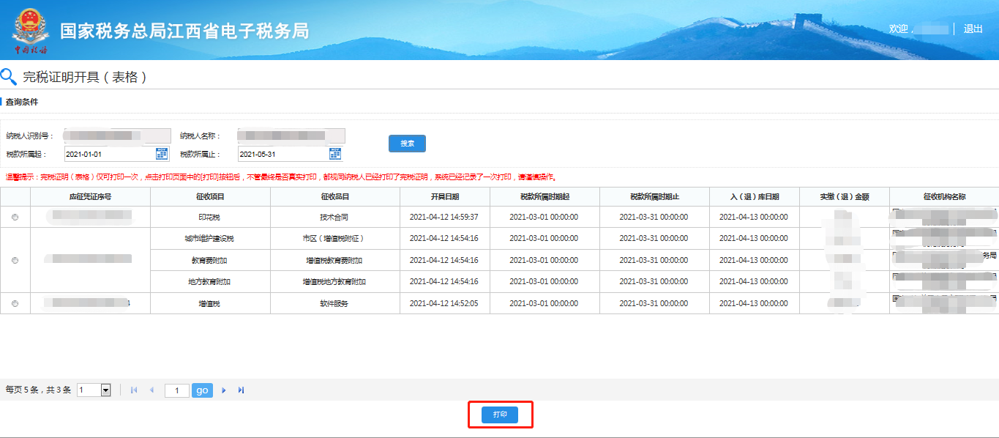 国家税务总局江西省电子税务局
中国税务
欢迎， 退出
完税证明开具（表格）
查询条件
纳税人识别号： 纳税人名称：
搜索
税款所属起： 2021-01-01 税款所属止： 2021-05-31
温馨提示：完税证明（表格）仅可打印一次，点击打印页面中的[打印]按钮后，不管最终是否真实打印，都视同纳税人已经打印了完税证明，系统已经记录了一次打印，请谨慎操作。
应征凭证序号 征收项目 征收品目 开具日期 税款所属时期起 税款所属时期止 入（退）库日期 实缴（退）金额 征收机构名称
印花税 技术合同 2021-04-12 14:59:37 2021-03-01 00:00:00 2021-03-31 00:00:00 2021-04-13 00:00:00
城市维护建设税 市区（增值税附征） 2021-04-12 14:54:16 2021-03-01 00:00:00 2021-03-31 00:00:00 2021-04-13 00:00:00
教育费附加 增值税教育费附加 2021-04-12 14:54:16 2021-03-01 00:00:00 2021-03-31 00:00:00 2021-04-13 00:00:00 务局
地方教育附加 增值税地方教育附加 2021-04-12 14:54:16 2021-03-01 00:00:00 2021-03-31 00:00:00 2021-04-13 00:00:00
增值税 软件服务 2021-04-12 14:52:05 2021-03-01 00:00:00 2021-03-31 00:00:00 2021-04-13 00:00:00
每页5条，共3条 1 1 go
打印